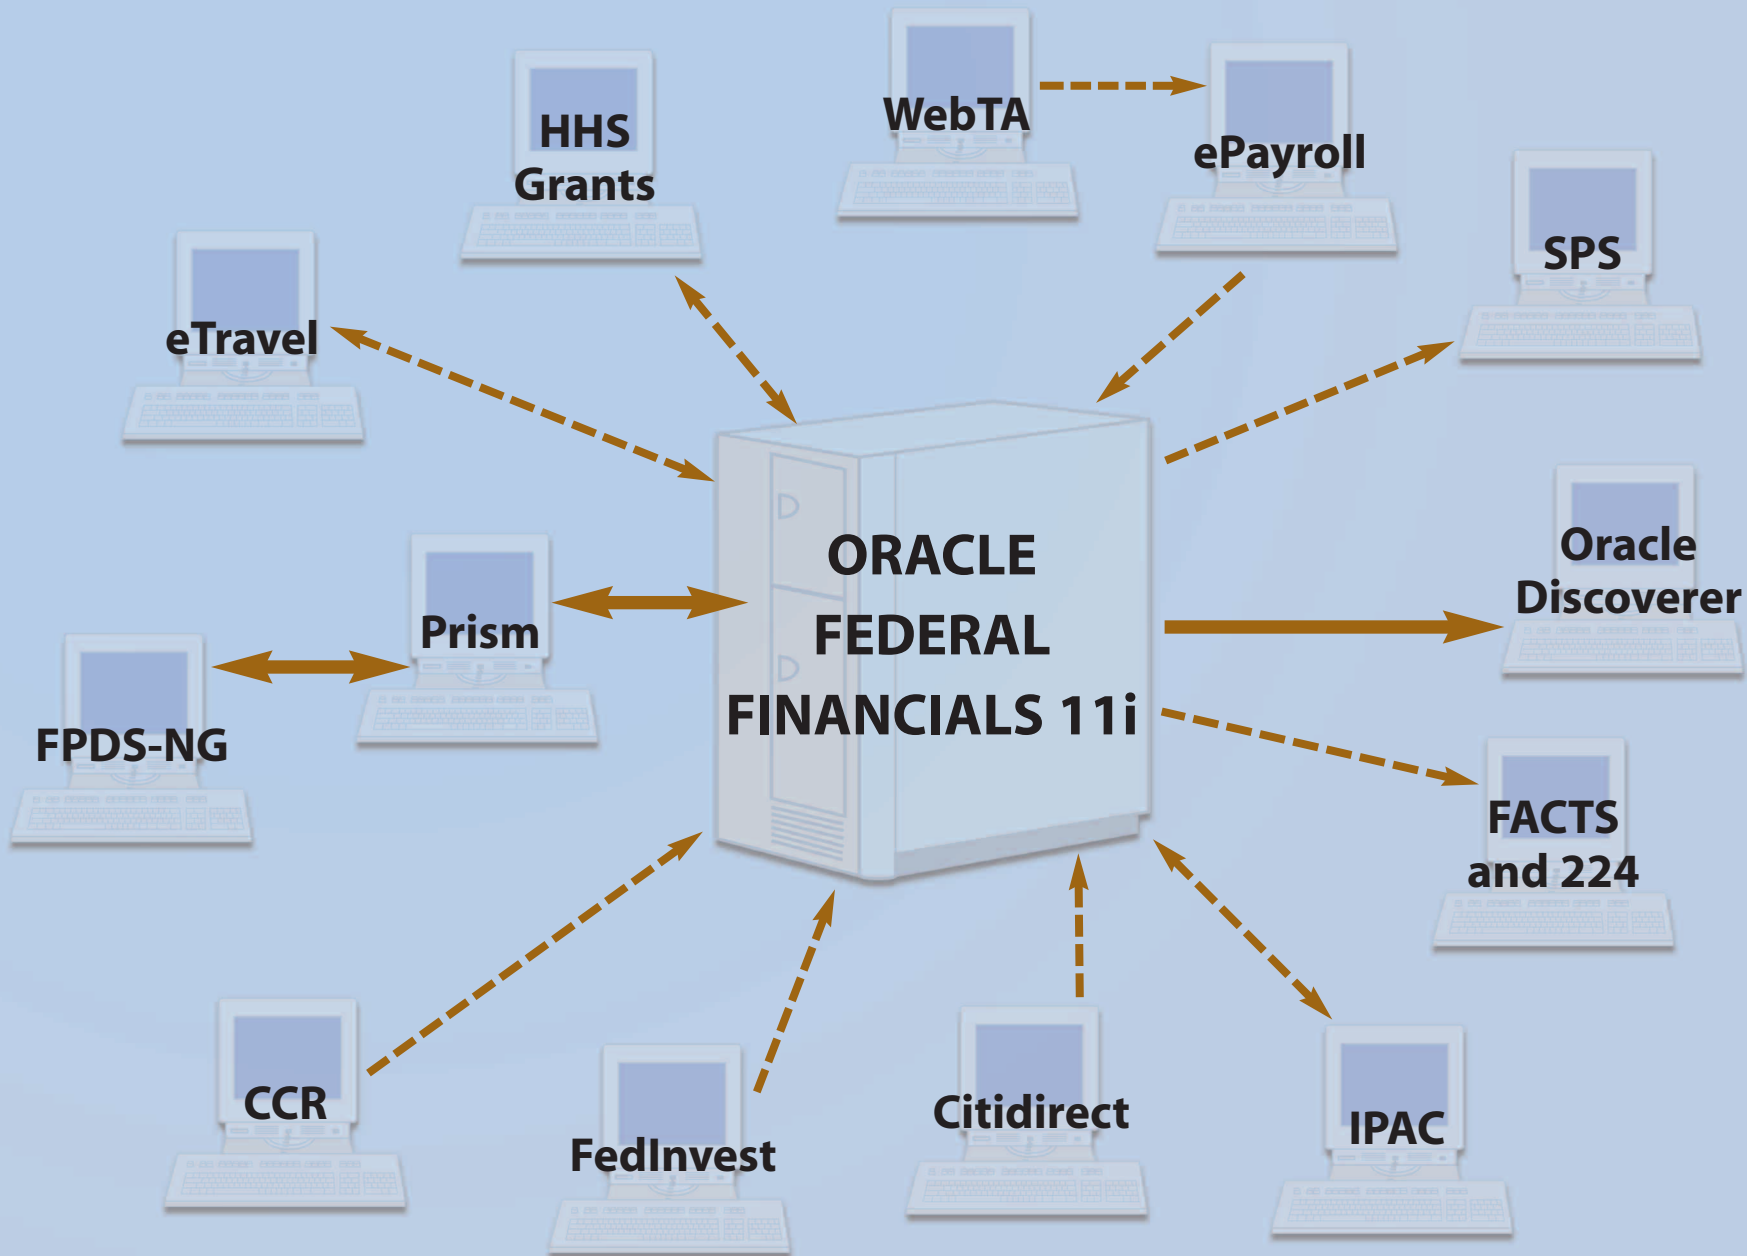 WebTA
HHS
Grants
ePayroll
SPS
eTravel
ORACLE
FEDERAL
FINANCIALS 11i
Oracle
Discoverer
Prism
FPDS-NG
FACTS
and 224
CCR
FedInvest
Citidirect
IPAC